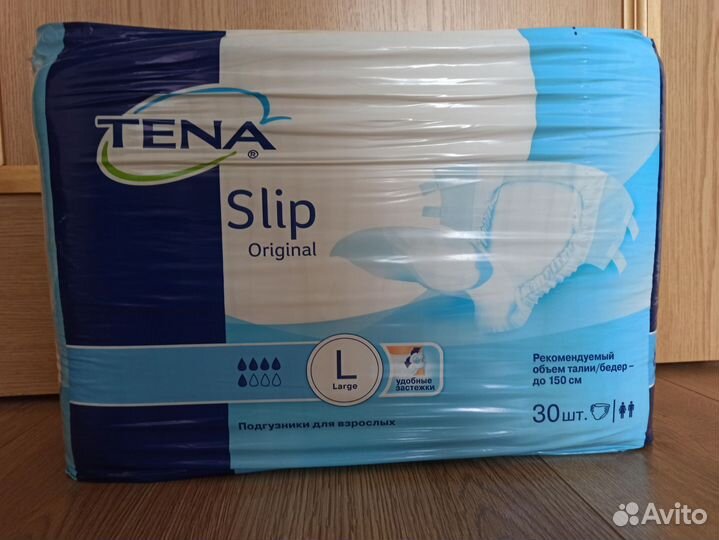 TENA®
Slip
Original
L
Large
удобные
застежки
Рекомендуемый
объем талии/бедер –
до 150 см
30шт.
Подгузники для взрослых
Avito